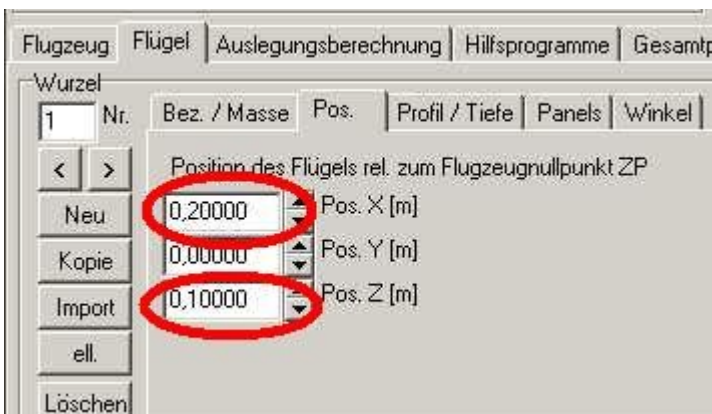 Flugzeug Flügel Auslegungsberechnung Hilfsprogramme
Wurzel
1 Nr. Bez. / Masse Pos. Profil / Tiefe Panels Winkel
< > Position des Flügels rel. zum Flugzeugnullpunkt ZP
Neu 0,20000 Pos. X [m]
Kopie 0,00000 Pos. Y [m]
Import 0,10000 Pos. Z [m]
ell.
Löschen